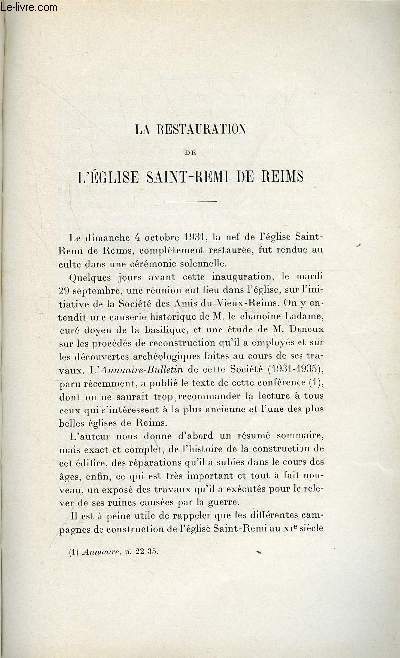 Le-livre.com
LA RESTAURATION
DE
L'ÉGLISE SAINT-REMI DE REIMS
Le dimanche 4 octobre 1931, la nef de l'église Saint-
Remi de Reims, complètement restaurée, fut rendue au
culte dans une cérémonie solennelle.
Quelques jours avant cette inauguration, le mardi
29 septembre, une réunion eut lieu dans l'église, sur l'ini-
tiative de la Société des Amis du Vieux-Reims. On y en-
tendit une causerie historique de M. le chanoine Ladame,
curé doyen de la basilique, et une étude de M. Deneux
sur les procédés de reconstruction qu'il a employés et sur
les découvertes archéologiques faites au cours de ses tra-
vaux. L'Annuaire-Bulletin de cette Société (1931-1935),
paru récemment, a publié le texte de cette conférence (1),
dont on ne saurait trop recommander la lecture à tous
ceux qui s'intéressent à la plus ancienne et l'une des plus
belles églises de Reims.
L'auteur nous donne d'abord un résumé sommaire,
mais exact et complet, de l'histoire de la construction de
cet édifice, des réparations qu'il a subies dans le cours des
âges, enfin, ce qui est très important et tout à fait nou-
veau, un exposé des travaux qu'il a exécutés pour le rele-
ver de ses ruines causées par la guerre.
Il est à peine utile de rappeler que les différentes cam-
pagnes de construction de l'église Saint-Remi au XIe siècle
(1) Annuaire, p. 22-35.